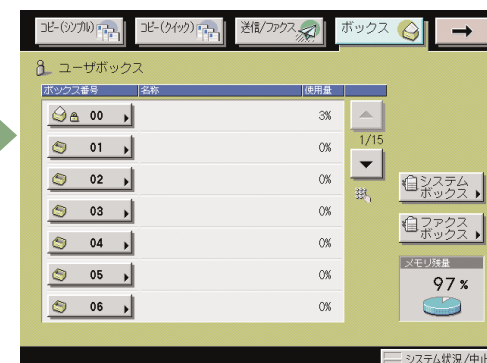 コピー(シンプル)
コピー(クイック)
送信/ファクス
ボックス
ユーザボックス
ボックス番号 名称 使用量
00 3%
01 0%
02 0%
03 0%
04 0%
05 0%
06 0%
1/15
システム
ボックス
ファクス
ボックス
メモリ残量
97%
システム状況/中止